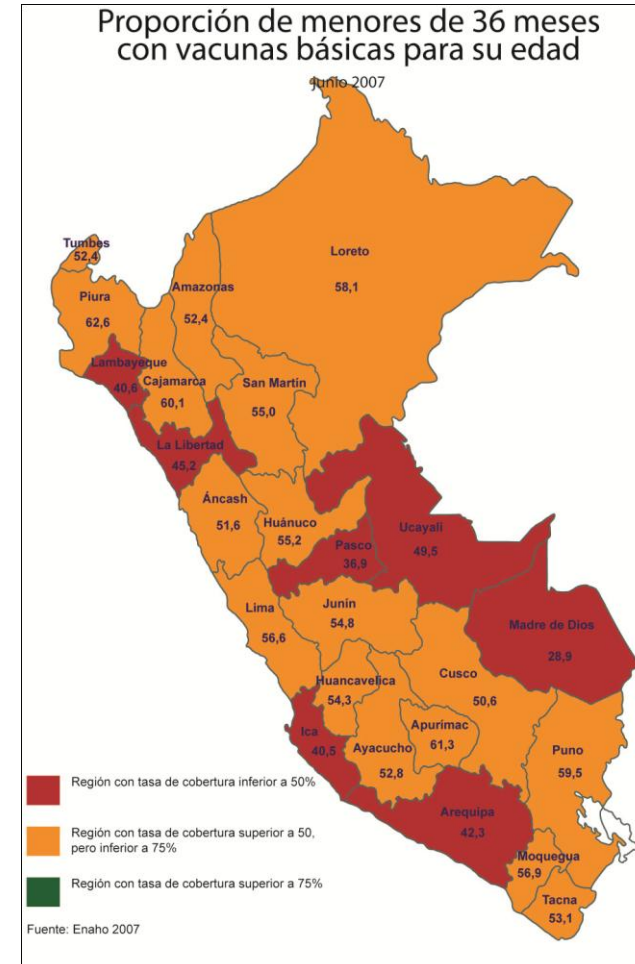 Proporción de menores de 36 meses
con vacunas básicas para su edad
junio 2007
Tumbes
52,4
Piura
62,6
Lambayeque
40,6
Amazonas
52,4
Loreto
58,1
Cajamarca
60,1
San Martín
55,0
La Libertad
45,2
Áncash
51,6
Huánuco
55,2
Ucayali
49,5
Pasco
36,9
Lima
56,6
Junín
54,8
Madre de Dios
28,9
Huancavelica
54,3
Cusco
50,6
Ica
40,5
Ayacucho
52,8
Apurímac
61,3
Puno
59,5
Arequipa
42,3
Moquegua
56,9
Tacna
53,1
Región con tasa de cobertura inferior a 50%
Región con tasa de cobertura superior a 50,
pero inferior a 75%
Región con tasa de cobertura superior a 75%
Fuente: Enaho 2007